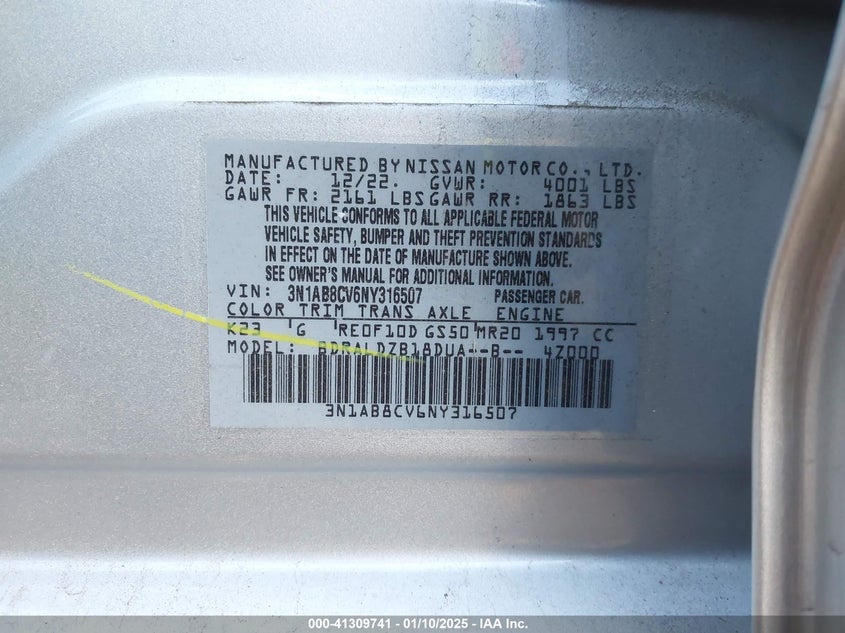 MANUFACTURED BY NISSAN MOTOR CO., LTD.
DATE: 12/22. GVWR: 4001 LBS
GAWR FR: 2161 LBS GAWR RR: 1863 LBS
THIS VEHICLE CONFORMS TO ALL APPLICABLE FEDERAL MOTOR
VEHICLE SAFETY, BUMPER AND THEFT PREVENTION STANDARDS
IN EFFECT ON THE DATE OF MANUFACTURE SHOWN ABOVE.
SEE OWNER'S MANUAL FOR ADDITIONAL INFORMATION.
VIN: 3N1AB8CV6NY316507 PASSENGER CAR.
COLOR TRIM TRANS AXLE ENGINE
K23 G RE0F10D GS50 MR20 1997 CC
MODEL: BDRALDZB18DUA--B-- 4Z000
3N1AB8CV6NY316507
000-41309741 — 01/10/2025 — IAA Inc.